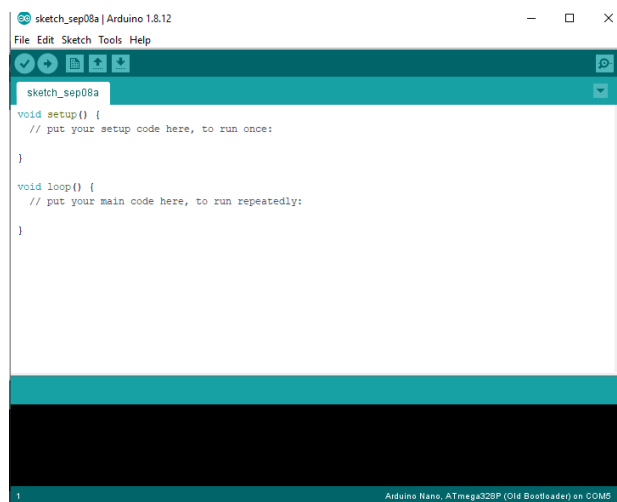 sketch_sep08a | Arduino 1.8.12
File Edit Sketch Tools Help
sketch_sep08a
void setup() {
  // put your setup code here, to run once:
}
void loop() {
  // put your main code here, to run repeatedly:
}
1
Arduino Nano, ATmega328P (Old Bootloader) on COM5